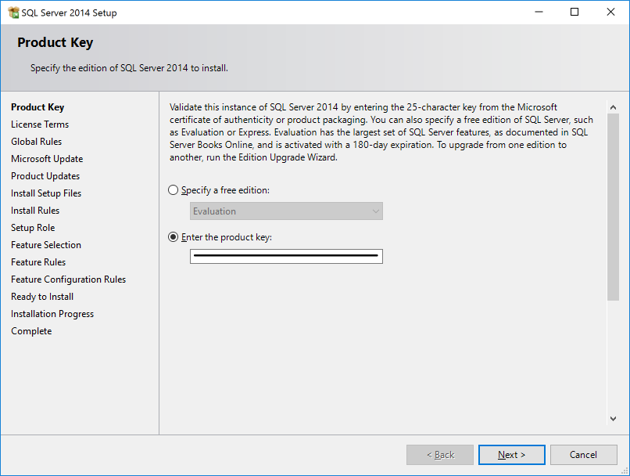 SQL Server 2014 Setup
Product Key
Specify the edition of SQL Server 2014 to install.
Product Key
License Terms
Global Rules
Microsoft Update
Product Updates
Install Setup Files
Install Rules
Setup Role
Feature Selection
Feature Rules
Feature Configuration Rules
Ready to Install
Installation Progress
Complete
Validate this instance of SQL Server 2014 by entering the 25-character key from the Microsoft
certificate of authenticity or product packaging. You can also specify a free edition of SQL Server, such
as Evaluation or Express. Evaluation has the largest set of SQL Server features, as documented in SQL
Server Books Online, and is activated with a 180-day expiration. To upgrade from one edition to
another, run the Edition Upgrade Wizard.
Specify a free edition:
Evaluation
Enter the product key:
< Back
Next >
Cancel